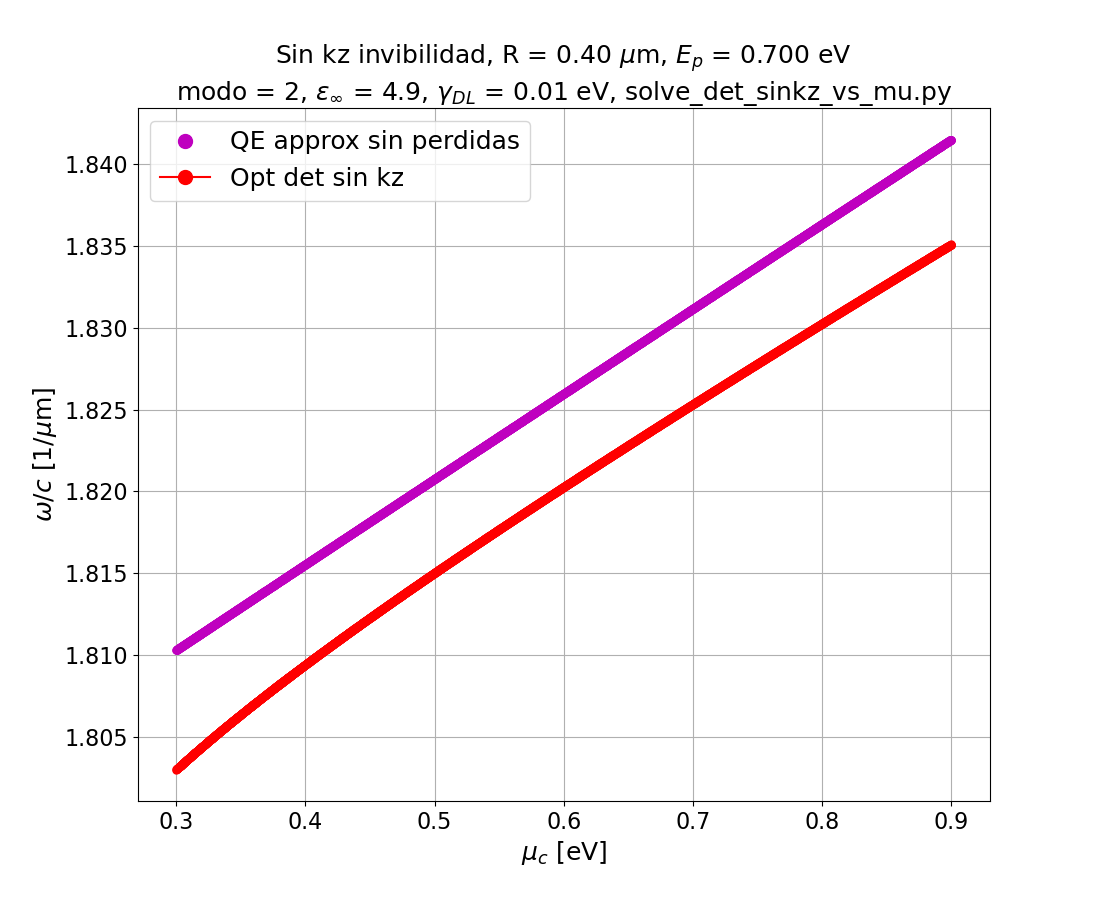 Sin kz invibilidad, R = 0.40 μm, E_p = 0.700 eV
modo = 2, ε_∞ = 4.9, γ_DL = 0.01 eV, solve_det_sinkz_vs_mu.py
QE approx sin perdidas
Opt det sin kz
1.840
1.835
1.830
1.825
1.820
1.815
1.810
1.805
ω/c [1/μm]
0.3 0.4 0.5 0.6 0.7 0.8 0.9
μ_c [eV]